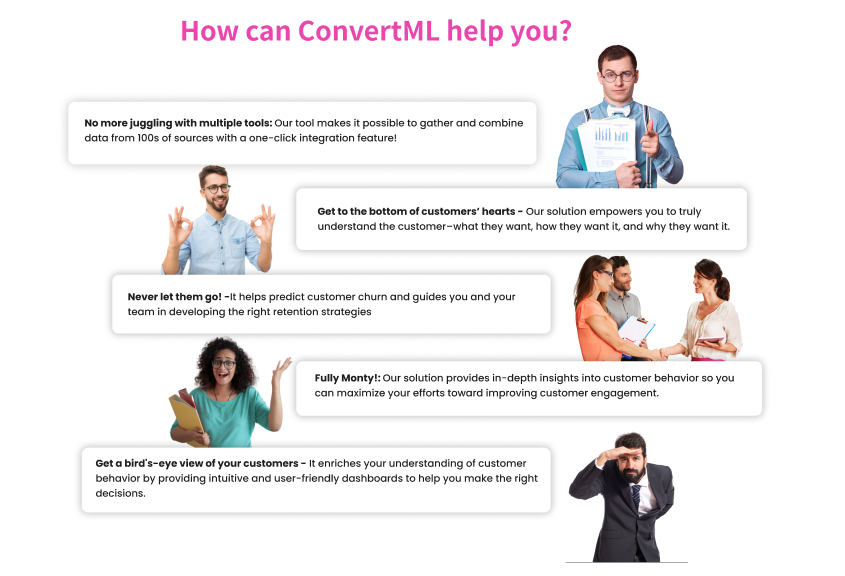 How can ConvertML help you?
No more juggling with multiple tools: Our tool makes it possible to gather and combine
data from 100s of sources with a one-click integration feature!
Get to the bottom of customers’ hearts - Our solution empowers you to truly
understand the customer–what they want, how they want it, and why they want it.
Never let them go! -It helps predict customer churn and guides you and your
team in developing the right retention strategies
Fully Monty!: Our solution provides in-depth insights into customer behavior so you
can maximize your efforts toward improving customer engagement.
Get a bird's-eye view of your customers - It enriches your understanding of customer
behavior by providing intuitive and user-friendly dashboards to help you make the right
decisions.